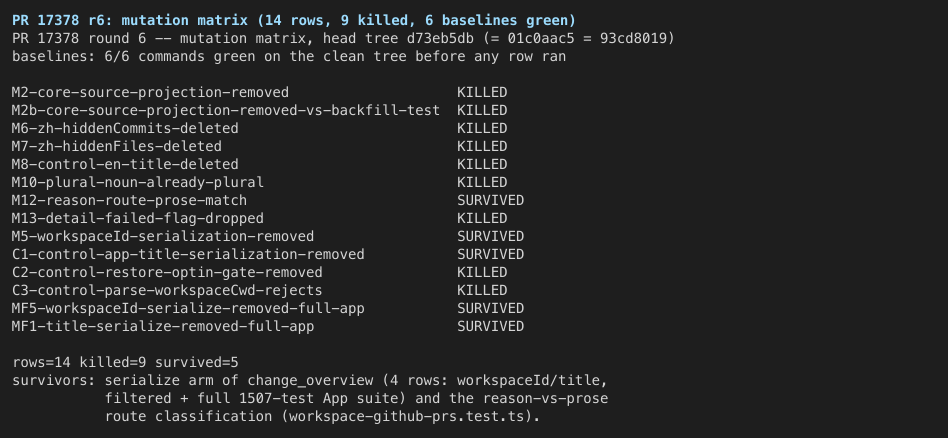 PR 17378 r6: mutation matrix (14 rows, 9 killed, 6 baselines green)
PR 17378 round 6 -- mutation matrix, head tree d73eb5db (= 01c0aac5 = 93cd8019)
baselines: 6/6 commands green on the clean tree before any row ran
M2-core-source-projection-removed KILLED
M2b-core-source-projection-removed-vs-backfill-test KILLED
M6-zh-hiddenCommits-deleted KILLED
M7-zh-hiddenFiles-deleted KILLED
M8-control-en-title-deleted KILLED
M10-plural-noun-already-plural KILLED
M12-reason-route-prose-match SURVIVED
M13-detail-failed-flag-dropped KILLED
M5-workspaceId-serialization-removed SURVIVED
C1-control-app-title-serialization-removed SURVIVED
C2-control-restore-optin-gate-removed KILLED
C3-control-parse-workspaceCwd-rejects KILLED
MF5-workspaceId-serialize-removed-full-app SURVIVED
MF1-title-serialize-removed-full-app SURVIVED
rows=14 killed=9 survived=5
survivors: serialize arm of change_overview (4 rows: workspaceId/title,
filtered + full 1507-test App suite) and the reason-vs-prose
route classification (workspace-github-prs.test.ts).